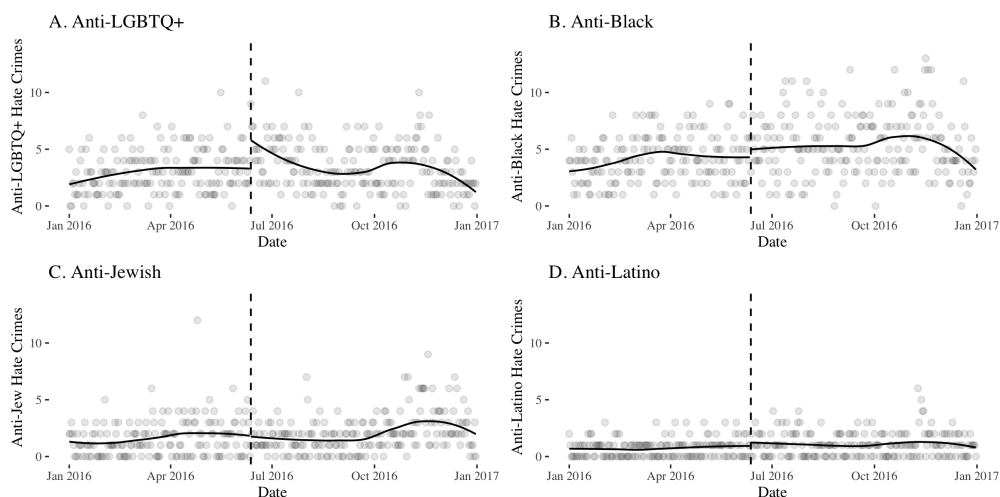 A. Anti-LGBTQ+
Anti-LGBTQ+ Hate Crimes
10
5
0
Jan 2016 Apr 2016 Jul 2016 Oct 2016 Jan 2017
Date
B. Anti-Black
Anti-Black Hate Crimes
10
5
0
Jan 2016 Apr 2016 Jul 2016 Oct 2016 Jan 2017
Date
C. Anti-Jewish
Anti-Jew Hate Crimes
10
5
0
Jan 2016 Apr 2016 Jul 2016 Oct 2016 Jan 2017
Date
D. Anti-Latino
Anti-Latino Hate Crimes
10
5
0
Jan 2016 Apr 2016 Jul 2016 Oct 2016 Jan 2017
Date